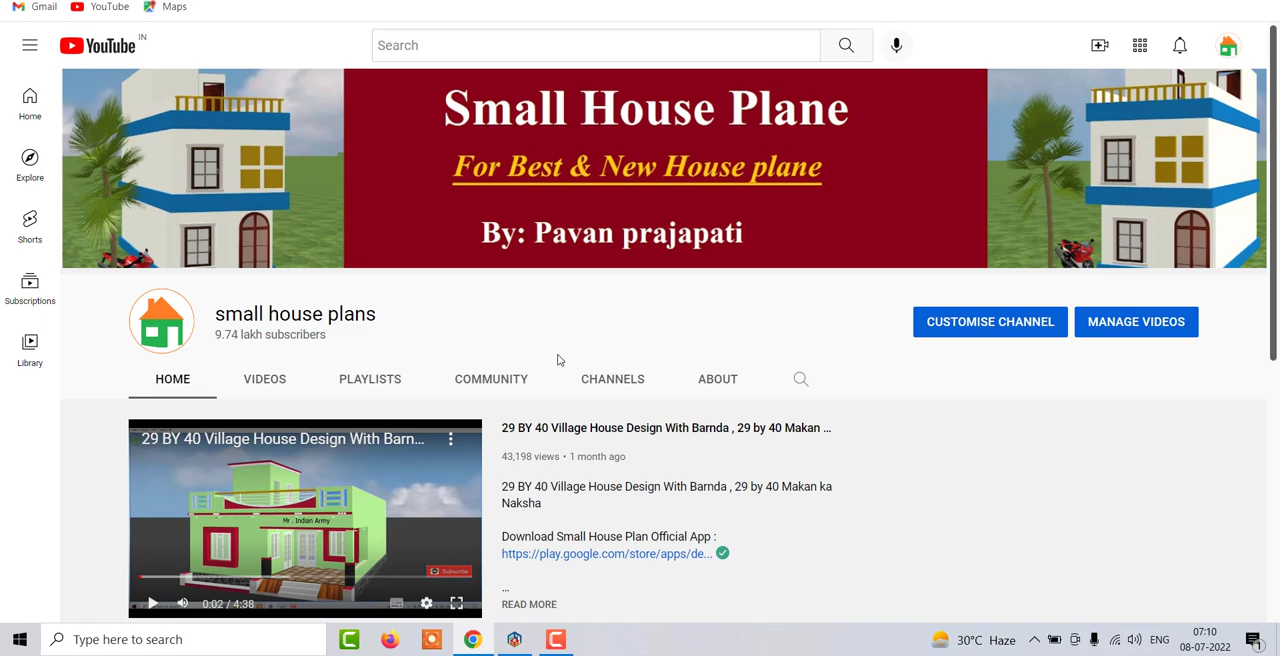 Gmail YouTube Maps
YouTube IN
Search
Small House Plane
For Best & New House plane
By: Pavan prajapati
Home
Explore
Shorts
Subscriptions
Library
small house plans
9.74 lakh subscribers
CUSTOMISE CHANNEL MANAGE VIDEOS
HOME VIDEOS PLAYLISTS COMMUNITY CHANNELS ABOUT
29 BY 40 Village House Design With Barn...
Mr. Indian Army
Subscribe
0:02 / 4:38
29 BY 40 Village House Design With Barnda , 29 by 40 Makan ...
43,198 views • 1 month ago
29 BY 40 Village House Design With Barnda , 29 by 40 Makan ka
Naksha
Download Small House Plan Official App :
https://play.google.com/store/apps/de...
...
READ MORE
Type here to search
30°C Haze
ENG
07:10
08-07-2022
1